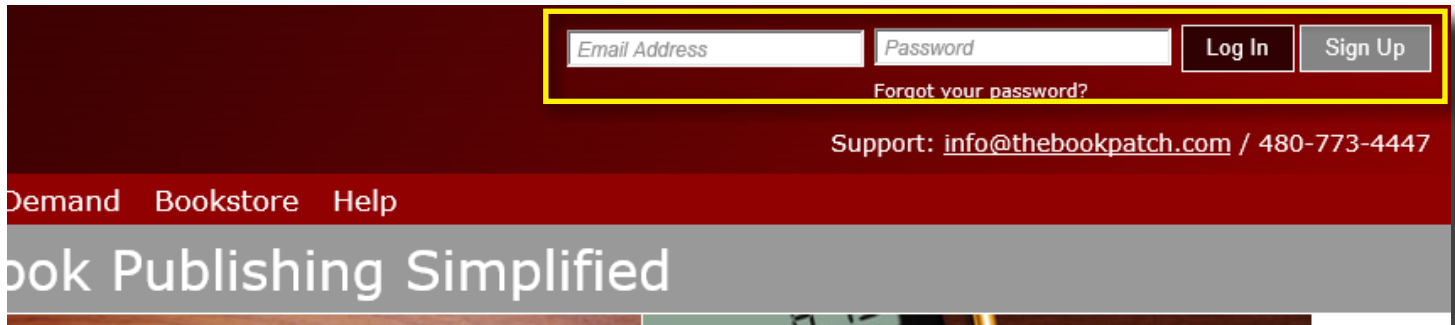 Email Address Password Log In Sign Up
Forgot your password?
Support: info@thebookpatch.com / 480-773-4447
Demand Bookstore Help
ook Publishing Simplified